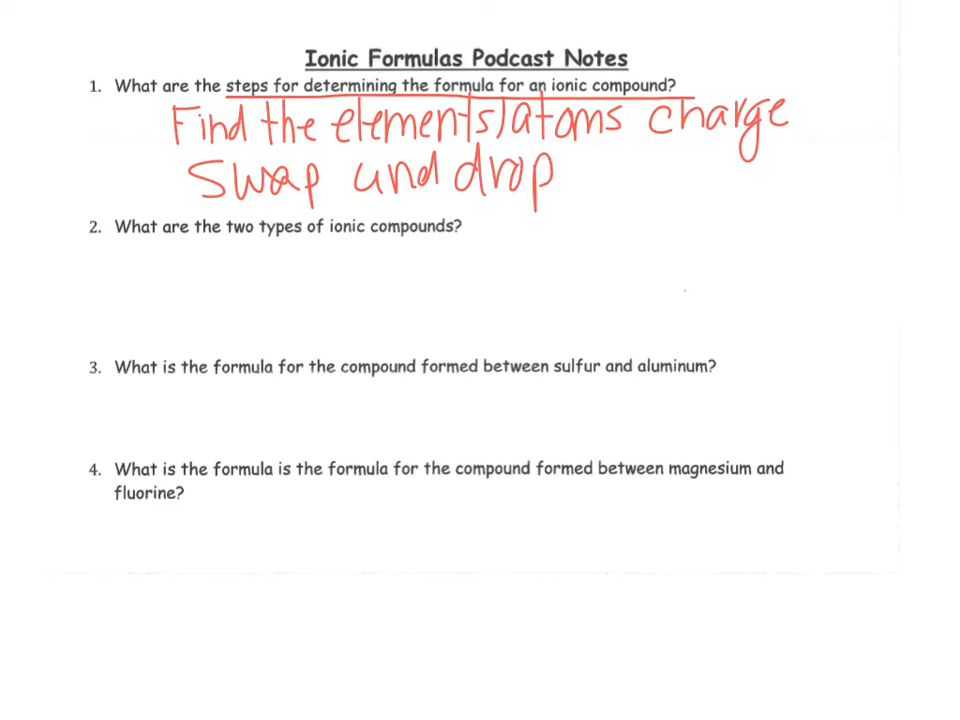 Ionic Formulas Podcast Notes
1. What are the steps for determining the formula for an ionic compound?
Find the elements/atoms charge
Swap and drop
2. What are the two types of ionic compounds?
3. What is the formula for the compound formed between sulfur and aluminum?
4. What is the formula is the formula for the compound formed between magnesium and
fluorine?